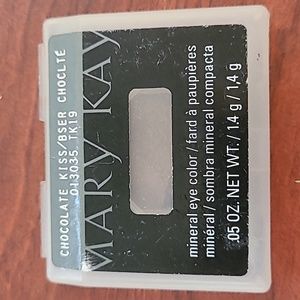 CHOCOLATE KISS/BSER CHOCLTÉ
013035 TK19
MARY KAY
mineral eye color / fard à paupières
minéral / sombra mineral compacta
.05 OZ. NET WT. / 1.4 g / 1,4 g